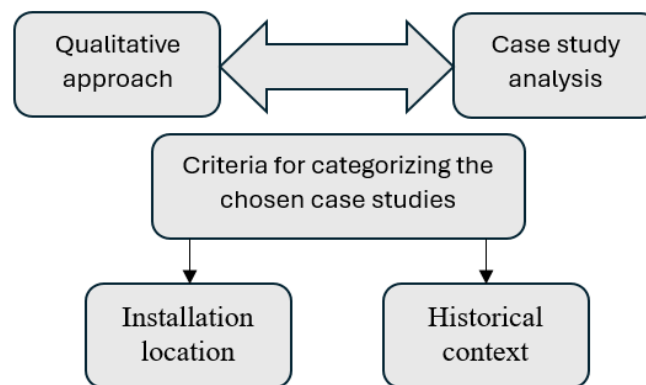 Qualitative
approach
Case study
analysis
Criteria for categorizing the
chosen case studies
Installation
location
Historical
context